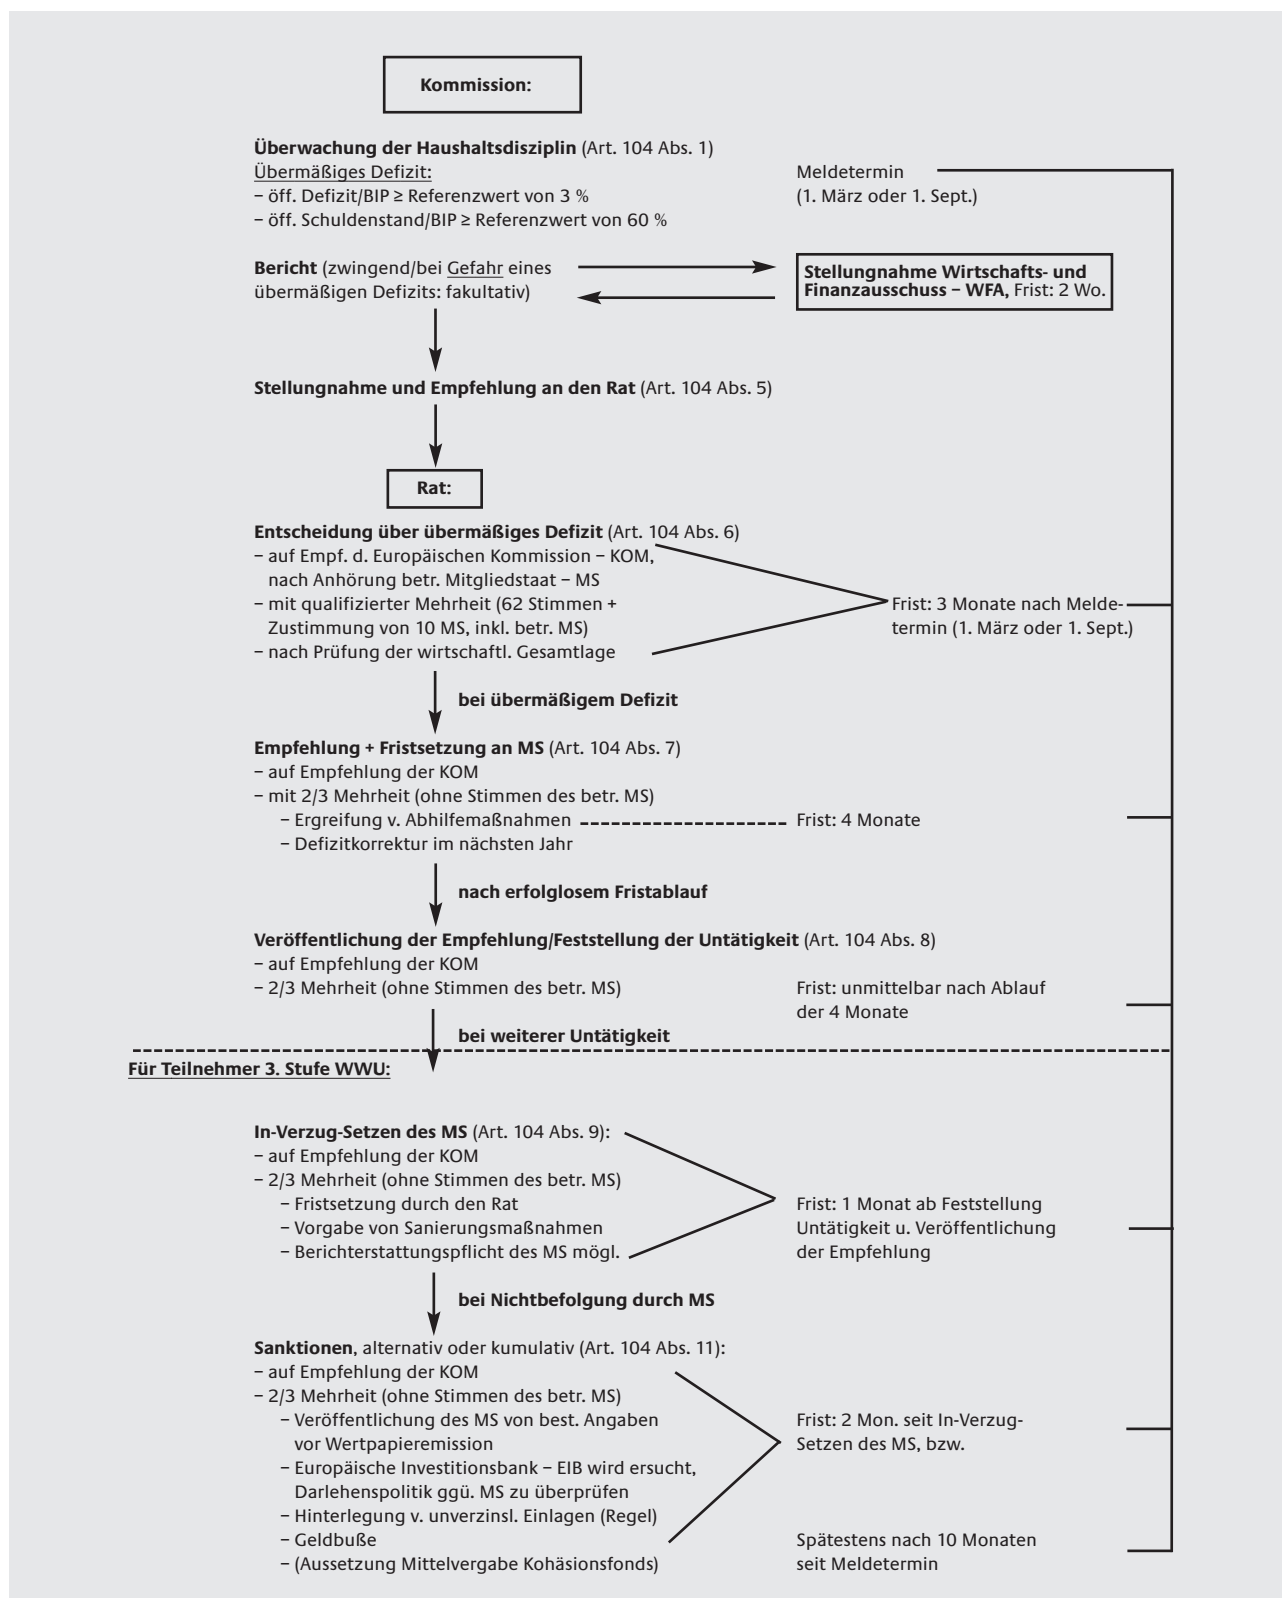 Kommission:
Überwachung der Haushaltsdisziplin (Art. 104 Abs. 1)
Übermäßiges Defizit:
– öff. Defizit/BIP ≥ Referenzwert von 3 %
– öff. Schuldenstand/BIP ≥ Referenzwert von 60 %
Meldetermin
(1. März oder 1. Sept.)
Bericht (zwingend/bei Gefahr eines
übermäßigen Defizits: fakultativ)
Stellungnahme Wirtschafts- und
Finanzausschuss – WFA, Frist: 2 Wo.
Stellungnahme und Empfehlung an den Rat (Art. 104 Abs. 5)
Rat:
Entscheidung über übermäßiges Defizit (Art. 104 Abs. 6)
– auf Empf. d. Europäischen Kommission – KOM,
nach Anhörung betr. Mitgliedstaat – MS
– mit qualifizierter Mehrheit (62 Stimmen +
Zustimmung von 10 MS, inkl. betr. MS)
– nach Prüfung der wirtschaftl. Gesamtlage
Frist: 3 Monate nach Melde-
termin (1. März oder 1. Sept.)
bei übermäßigem Defizit
Empfehlung + Fristsetzung an MS (Art. 104 Abs. 7)
– auf Empfehlung der KOM
– mit 2/3 Mehrheit (ohne Stimmen des betr. MS)
– Ergreifung v. Abhilfemaßnahmen
Frist: 4 Monate
– Defizitkorrektur im nächsten Jahr
nach erfolglosem Fristablauf
Veröffentlichung der Empfehlung/Feststellung der Untätigkeit (Art. 104 Abs. 8)
– auf Empfehlung der KOM
– 2/3 Mehrheit (ohne Stimmen des betr. MS)
Frist: unmittelbar nach Ablauf
der 4 Monate
bei weiterer Untätigkeit
Für Teilnehmer 3. Stufe WWU:
In-Verzug-Setzen des MS (Art. 104 Abs. 9):
– auf Empfehlung der KOM
– 2/3 Mehrheit (ohne Stimmen des betr. MS)
– Fristsetzung durch den Rat
– Vorgabe von Sanierungsmaßnahmen
– Berichterstattungspflicht des MS mögl.
Frist: 1 Monat ab Feststellung
Untätigkeit u. Veröffentlichung
der Empfehlung
bei Nichtbefolgung durch MS
Sanktionen, alternativ oder kumulativ (Art. 104 Abs. 11):
– auf Empfehlung der KOM
– 2/3 Mehrheit (ohne Stimmen des betr. MS)
– Veröffentlichung des MS von best. Angaben
vor Wertpapieremission
– Europäische Investitionsbank – EIB wird ersucht,
Darlehenspolitik ggü. MS zu überprüfen
– Hinterlegung v. unverzinsl. Einlagen (Regel)
– Geldbuße
– (Aussetzung Mittelvergabe Kohäsionsfonds)
Frist: 2 Mon. seit In-Verzug-
Setzen des MS, bzw.
Spätestens nach 10 Monaten
seit Meldetermin